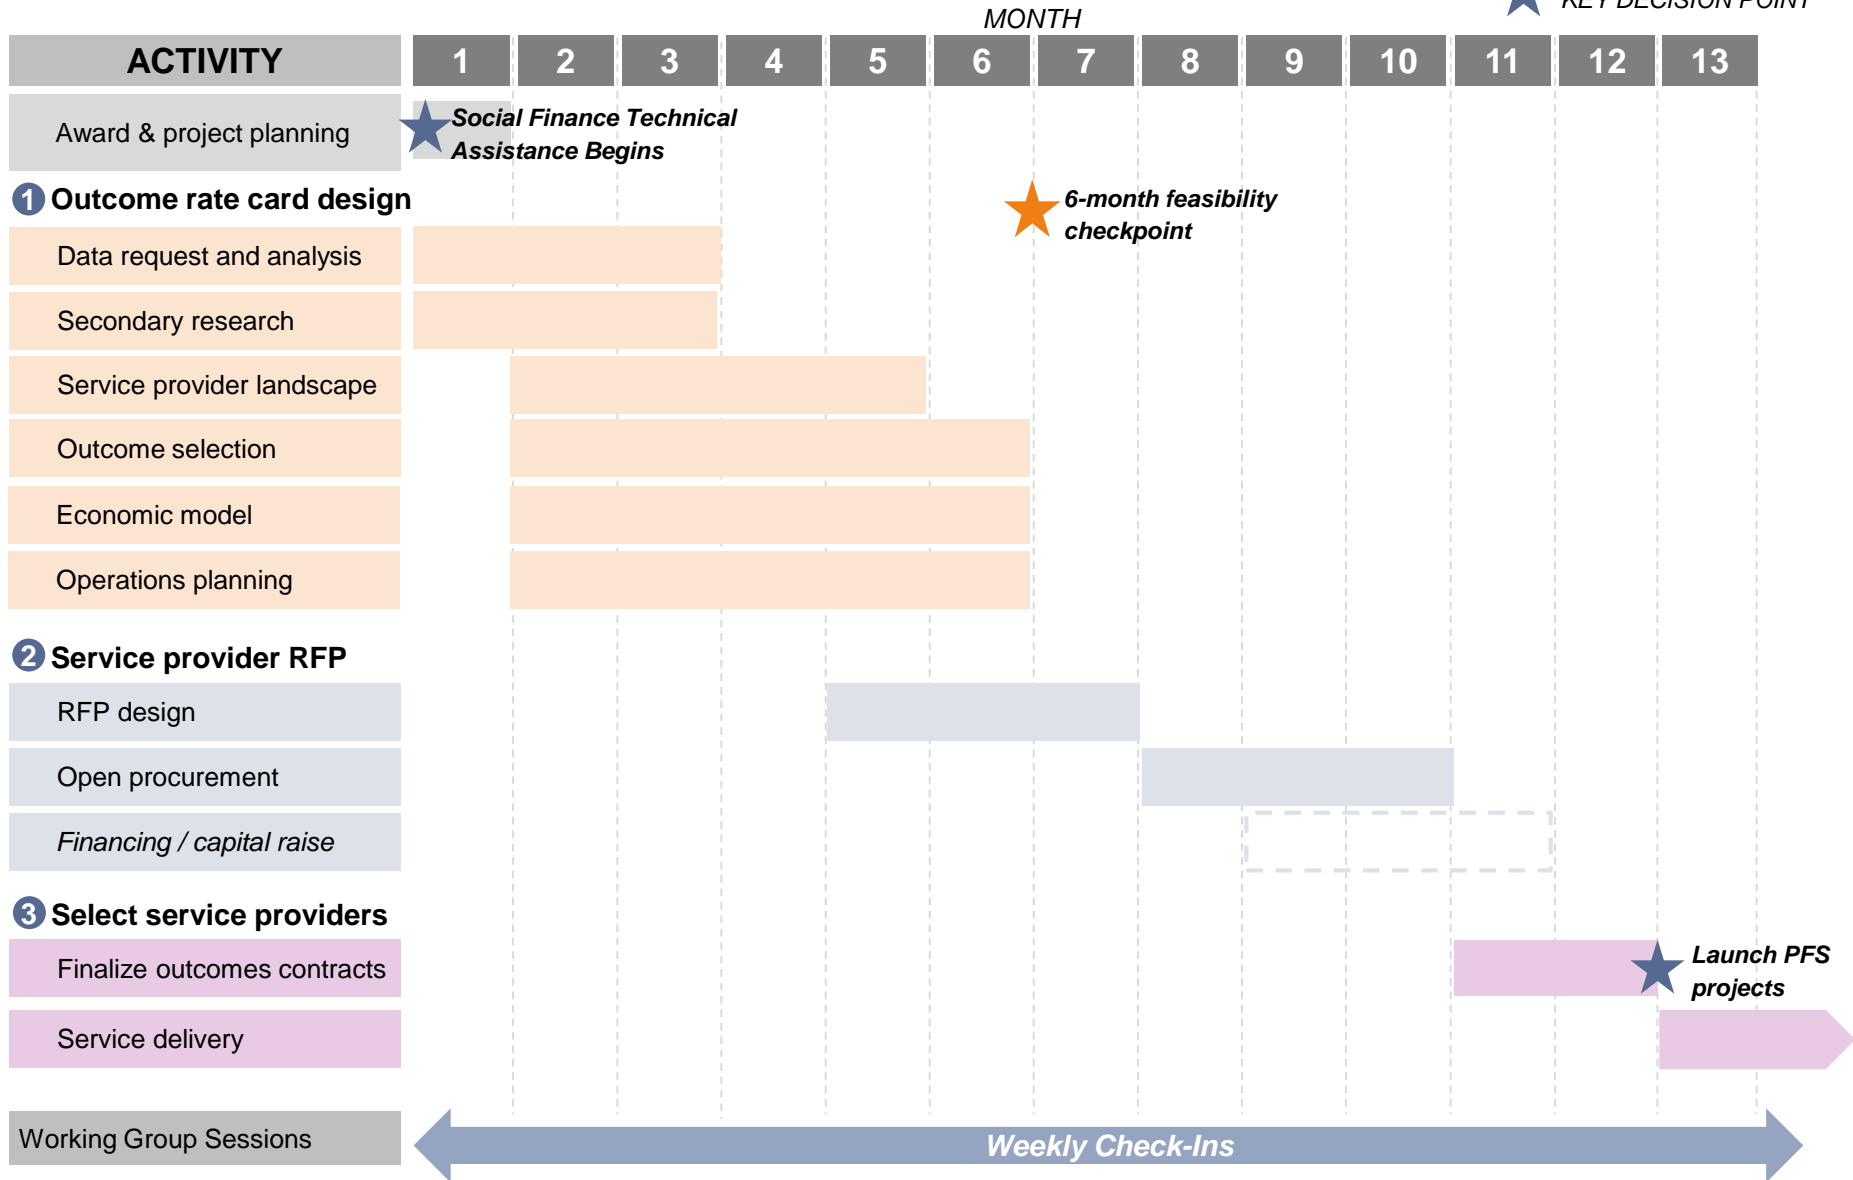 KEY DECISION POINT
MONTH
ACTIVITY 1 2 3 4 5 6 7 8 9 10 11 12 13
Award & project planning
Social Finance Technical
Assistance Begins
1 Outcome rate card design
6-month feasibility
checkpoint
Data request and analysis
Secondary research
Service provider landscape
Outcome selection
Economic model
Operations planning
2 Service provider RFP
RFP design
Open procurement
Financing / capital raise
3 Select service providers
Finalize outcomes contracts
Launch PFS
projects
Service delivery
Working Group Sessions
Weekly Check-Ins